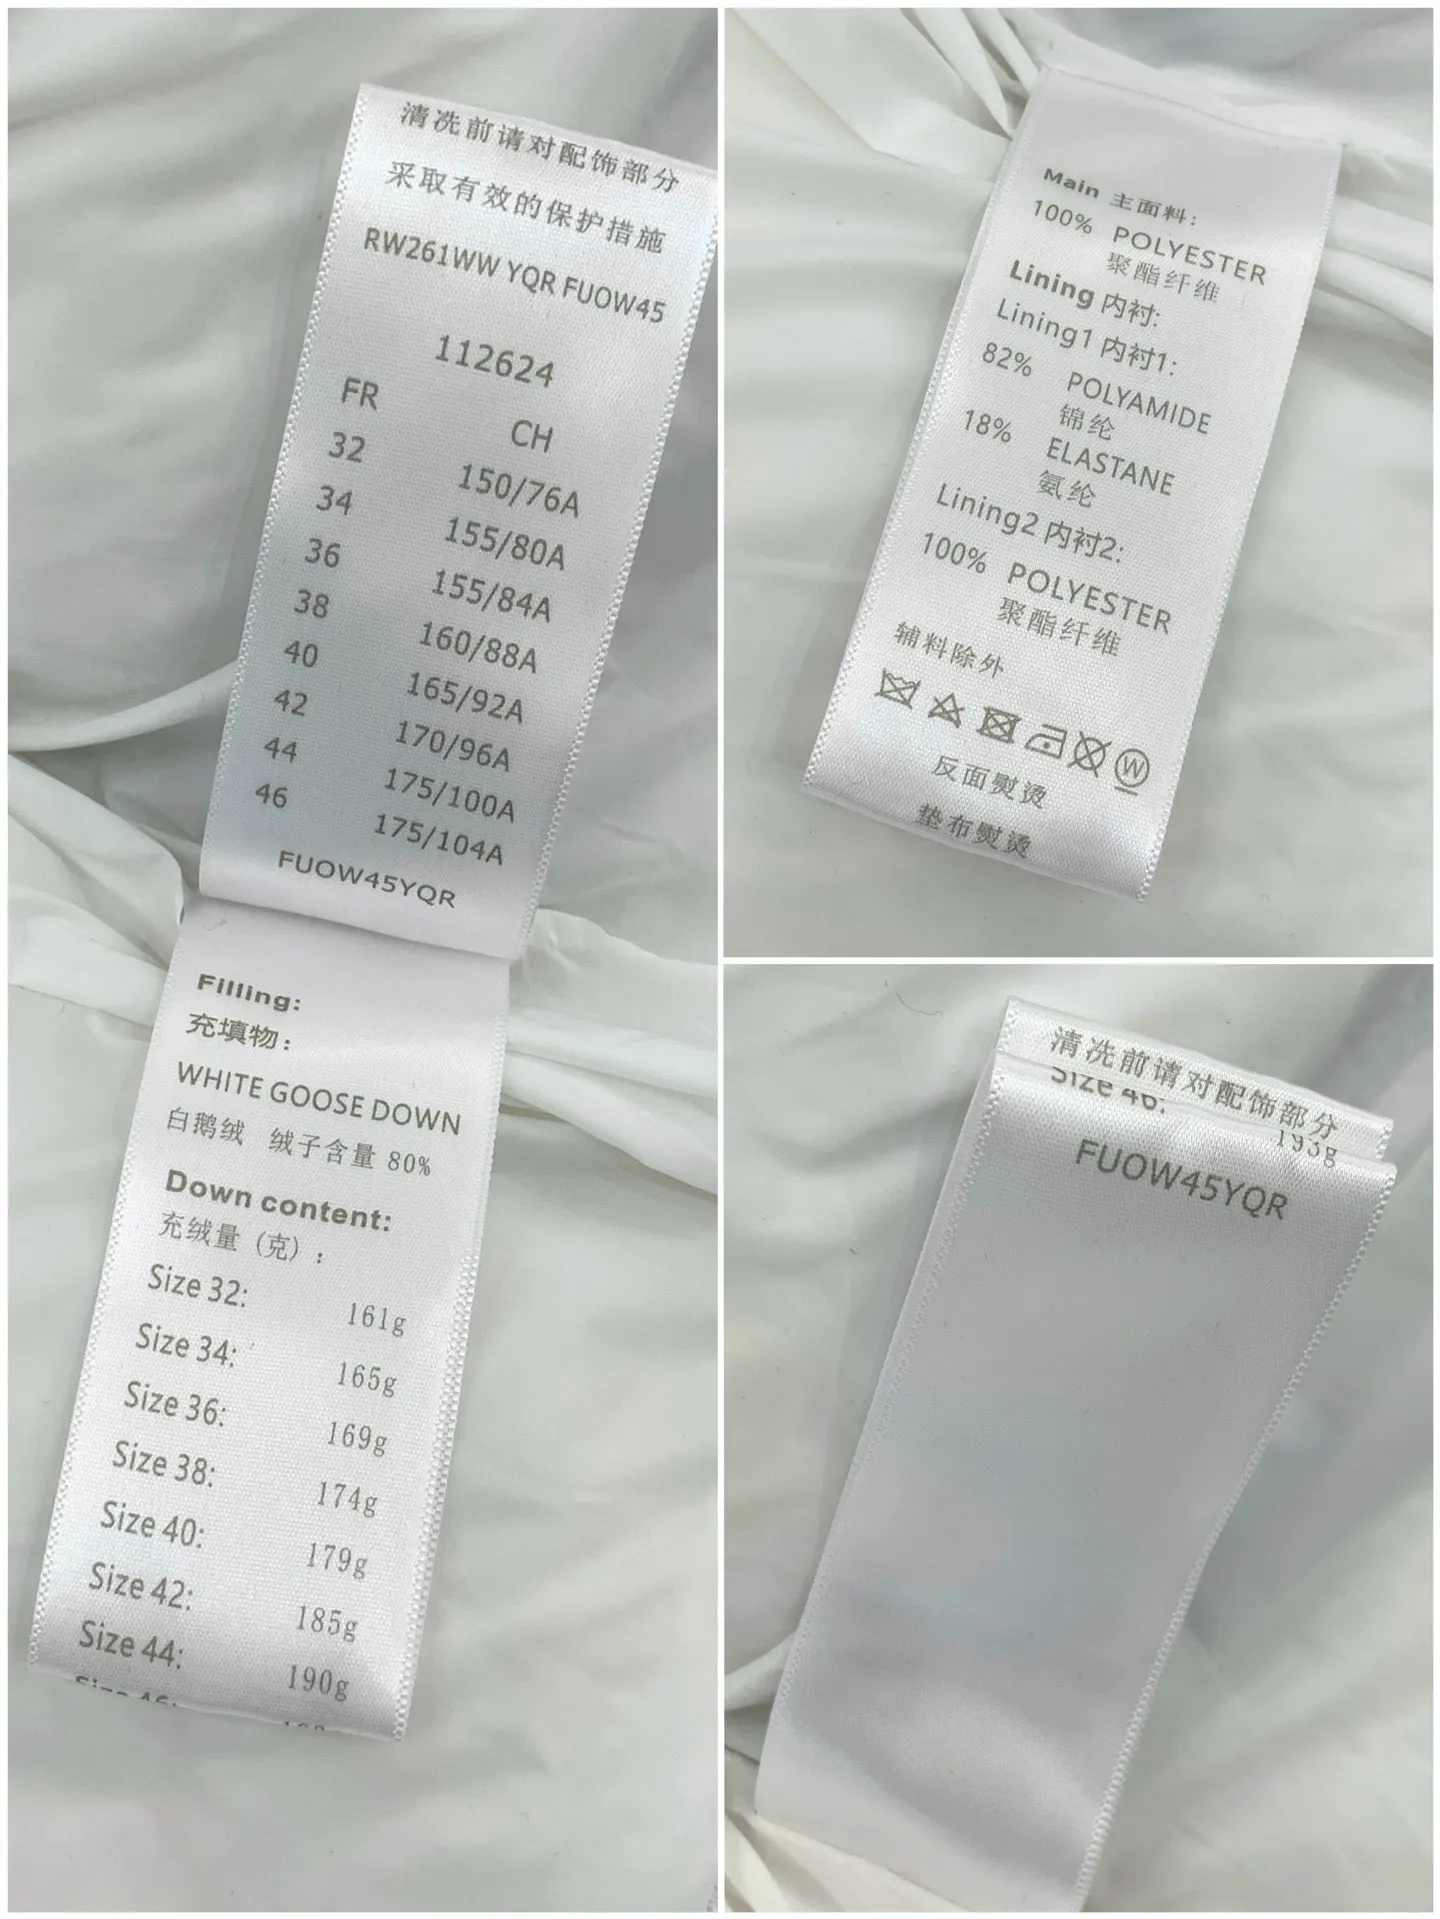 清洗前请对配饰部分
采取有效的保护措施
RW261WW YQR FUOW45
112624
FR CH
32 150/76A
34 155/80A
36 155/84A
38 160/88A
40 165/92A
42 170/96A
44 175/100A
46 175/104A
FUOW45YQR
Filling:
充填物：
WHITE GOOSE DOWN
白鹅绒 绒子含量 80%
Down content:
充绒量（克）：
Size 32: 161g
Size 34: 165g
Size 36: 169g
Size 38: 174g
Size 40: 179g
Size 42: 185g
Size 44: 190g
Size 46:
Main 主面料:
100% POLYESTER
聚酯纤维
Lining 内衬:
Lining1 内衬1:
82% POLYAMIDE
锦纶
18% ELASTANE
氨纶
Lining2 内衬2:
100% POLYESTER
聚酯纤维
辅料除外
W
反面熨烫
垫布熨烫
清洗前请对配饰部分
Size 46: 193g
FUOW45YQR